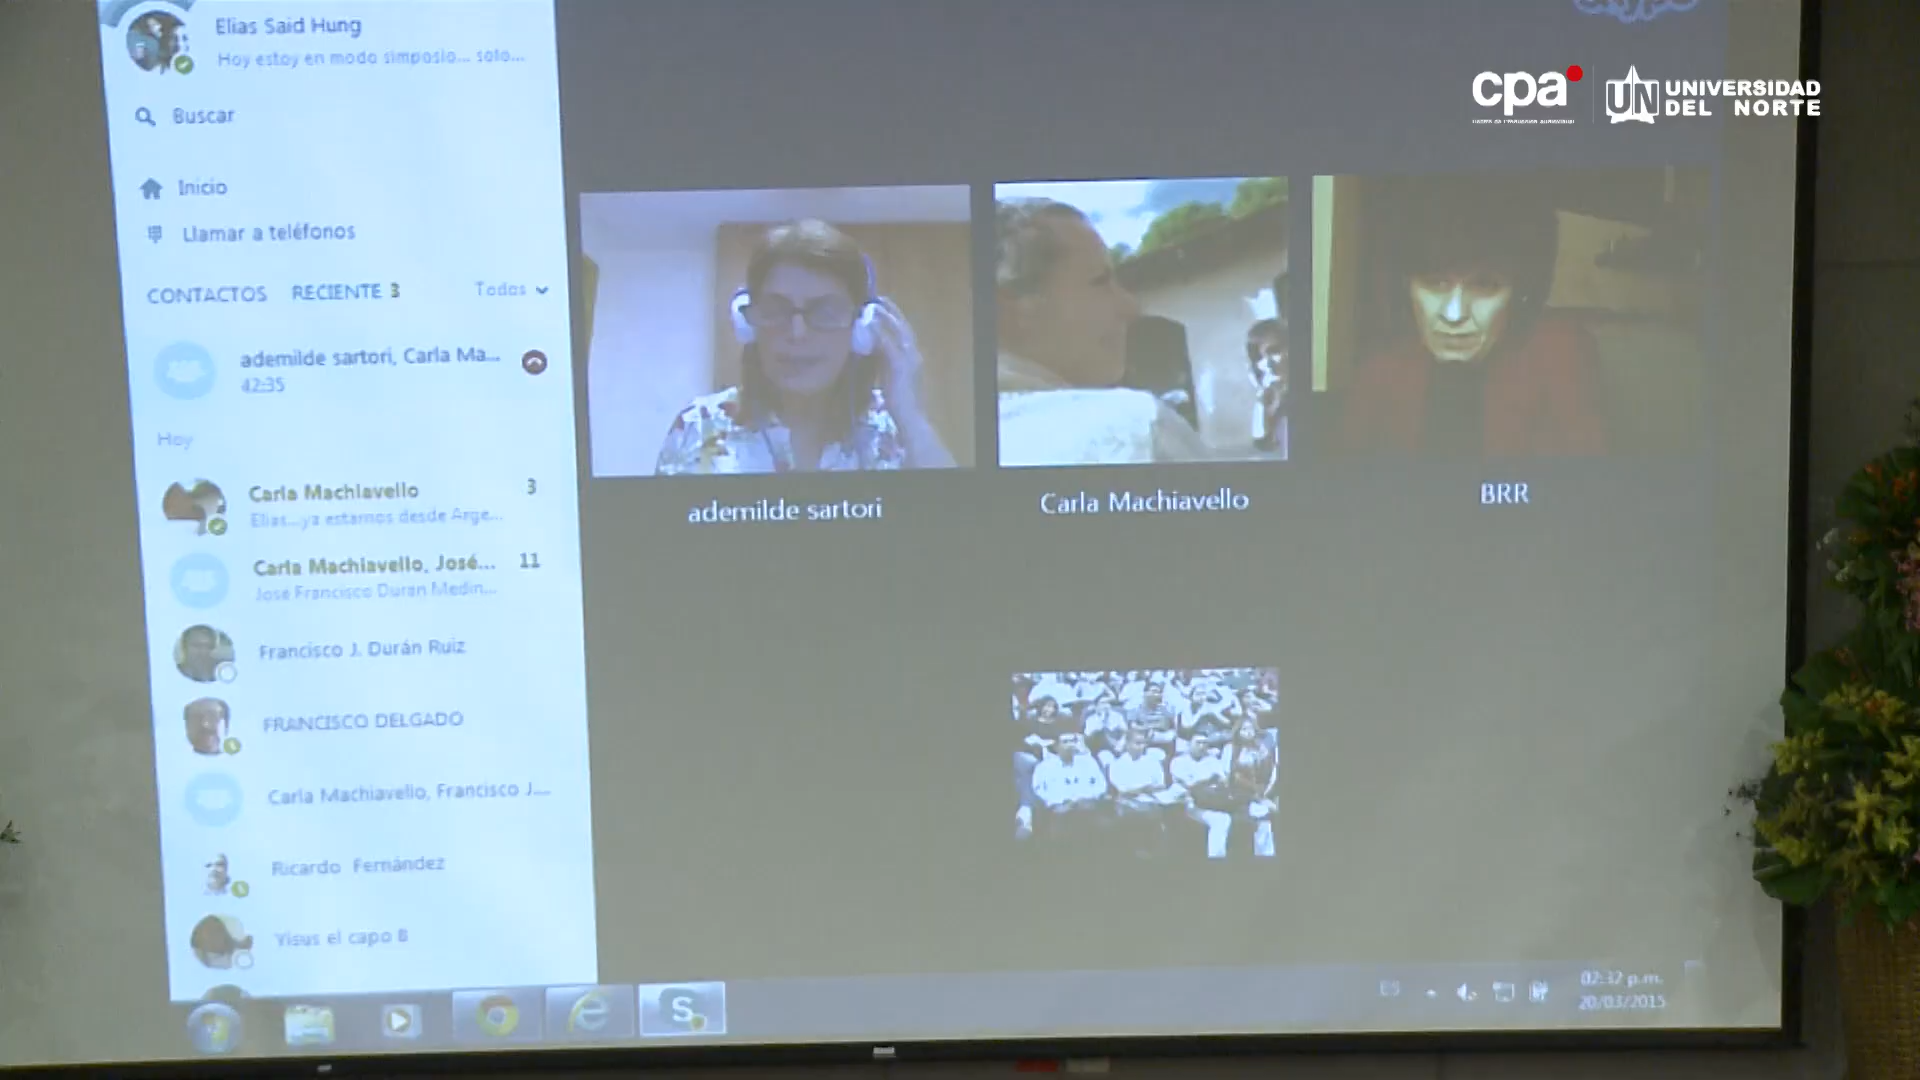 Elias Said Hung
Hoy estoy en modo simposio... solo...
Buscar
Inicio
Llamar a teléfonos
CONTACTOS RECIENTE 3 Todos
ademilde sartori, Carla Ma...
42:35
Hoy
Carla Machiavello 3
Elias...ya estamos desde Arge...
Carla Machiavello, José... 11
José Francisco Duran Medin...
Francisco J. Durán Ruiz
FRANCISCO DELGADO
Carla Machiavello, Francisco J....
Ricardo Fernández
Yisus el capo B
ademilde sartori
Carla Machiavello
BRR
cpa
UN UNIVERSIDAD
DEL NORTE
ES
02:32 p.m.
20/03/2015